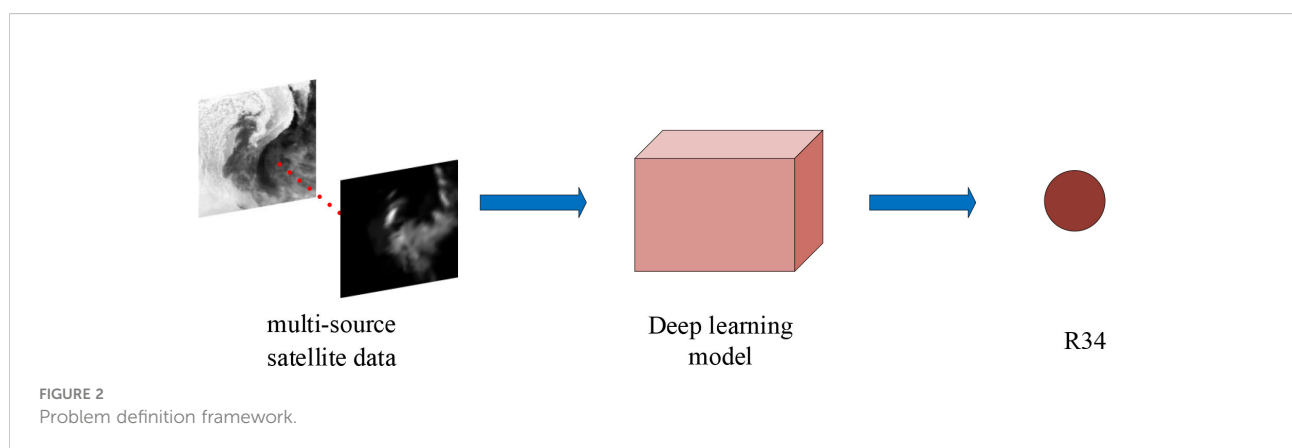 multi-source
satellite data
Deep learning
model
R34
FIGURE 2
Problem definition framework.